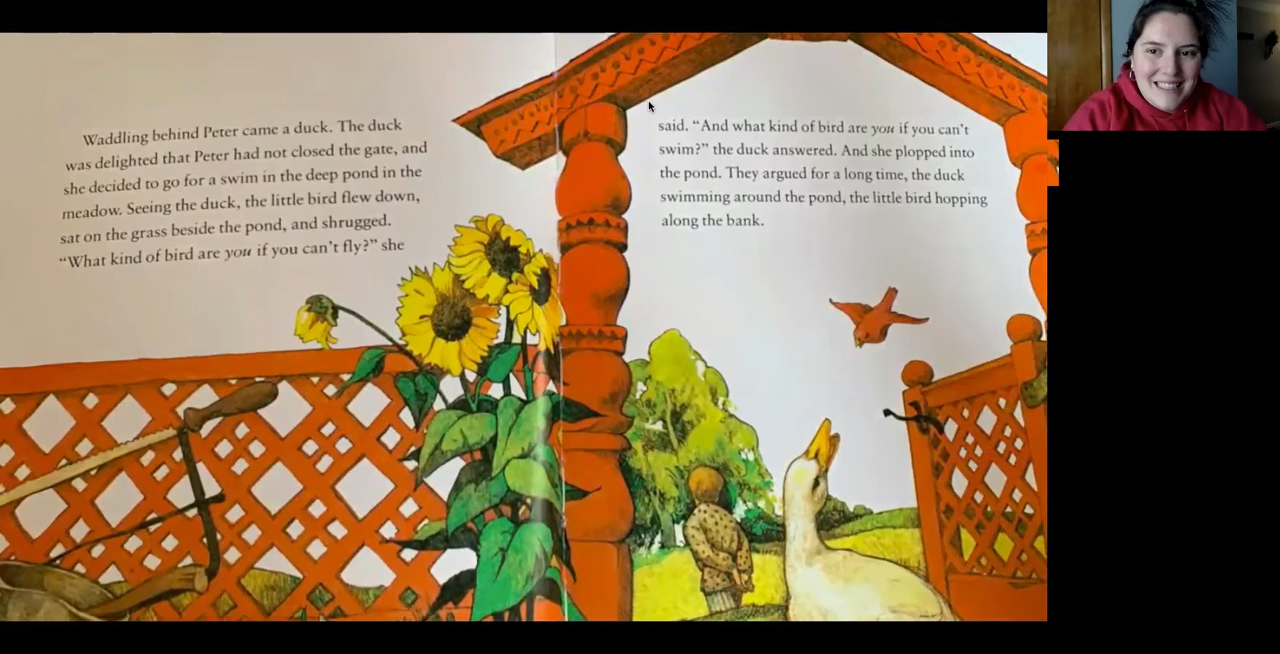 Waddling behind Peter came a duck. The duck
was delighted that Peter had not closed the gate, and
she decided to go for a swim in the deep pond in the
meadow. Seeing the duck, the little bird flew down,
sat on the grass beside the pond, and shrugged.
“What kind of bird are you if you can’t fly?” she
said. “And what kind of bird are you if you can’t
swim?” the duck answered. And she plopped into
the pond. They argued for a long time, the duck
swimming around the pond, the little bird hopping
along the bank.